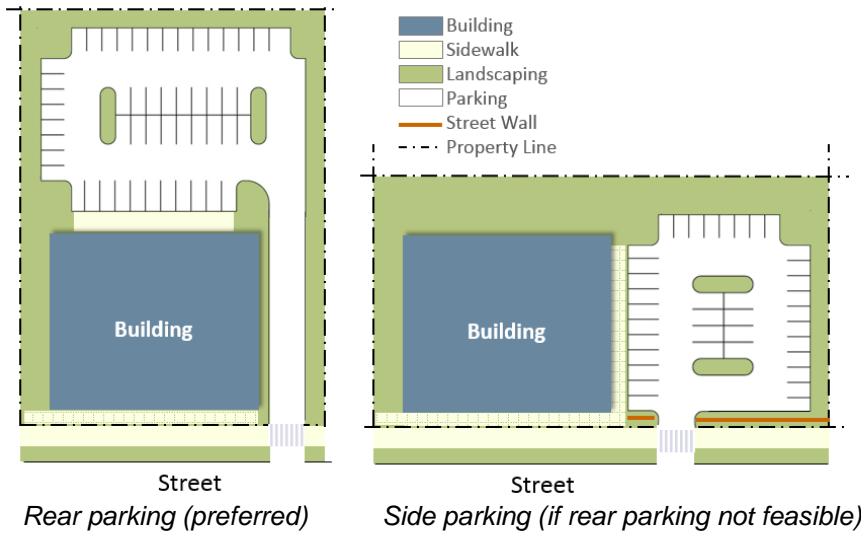 Building
Sidewalk
Landscaping
Parking
Street Wall
Property Line
Building
Building
Street
Street
Rear parking (preferred)
Side parking (if rear parking not feasible)